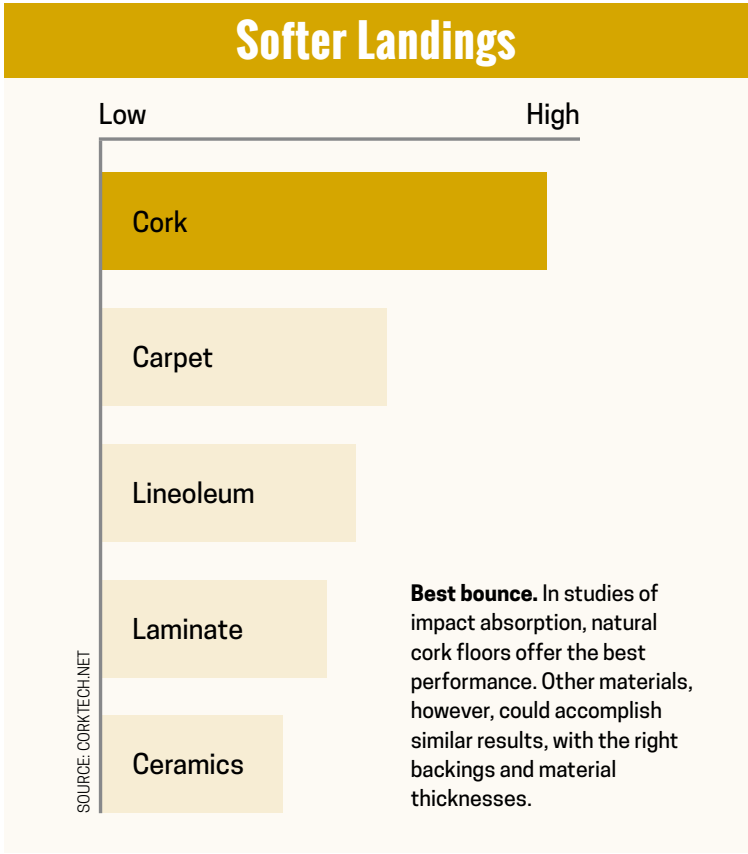 Softer Landings
Low High
Cork
Carpet
Lineoleum
Laminate
Ceramics
Best bounce. In studies of
impact absorption, natural
cork floors offer the best
performance. Other materials,
however, could accomplish
similar results, with the right
backings and material
thicknesses.
SOURCE: CORKTECH.NET